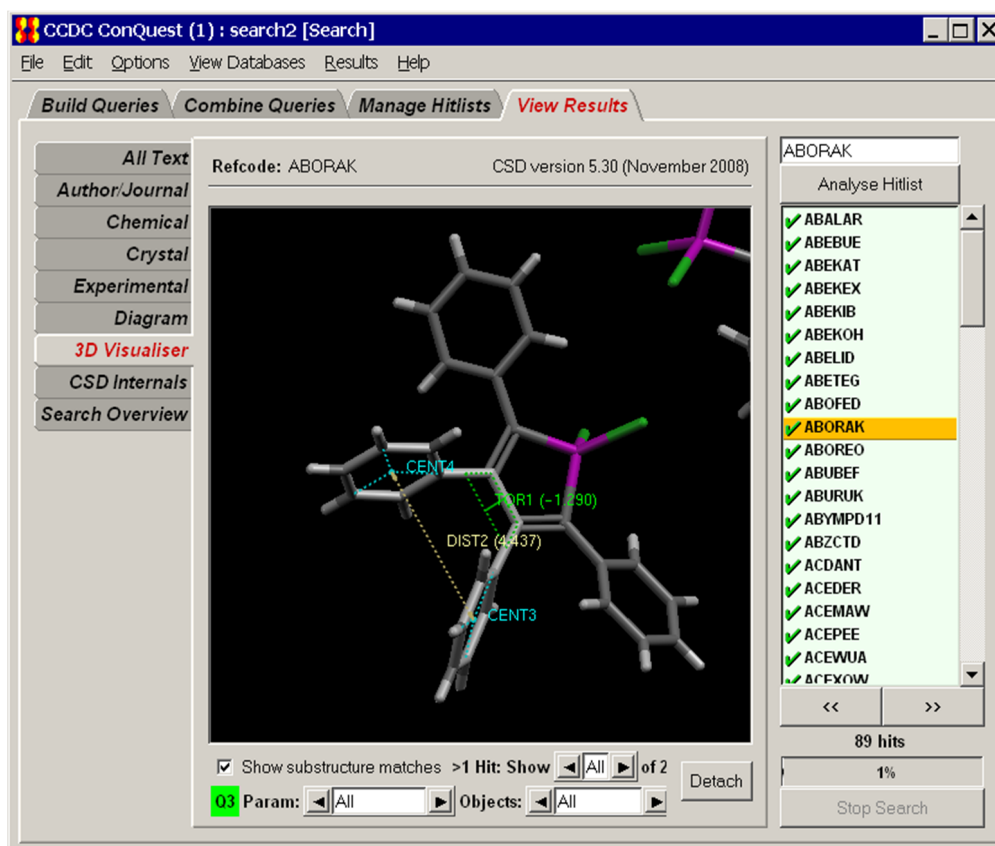 CCDC ConQuest (1) : search2 [Search]
File Edit Options View Databases Results Help
Build Queries Combine Queries Manage Hitlists View Results
All Text
Author/Journal
Chemical
Crystal
Experimental
Diagram
3D Visualiser
CSD Internals
Search Overview
Refcode: ABORAK CSD version 5.30 (November 2008)
CENT4
TOR1 (-1.290)
DIST2 (4.437)
CENT3
Show substructure matches >1 Hit: Show All of 2
Detach
Q3 Param: All Objects: All
ABORAK
Analyse Hitlist
ABALAR
ABEBUE
ABEKAT
ABEKEX
ABEKIB
ABEKOH
ABELID
ABETEG
ABOFED
ABORAK
ABOREO
ABUBEF
ABURUK
ABYMPD11
ABZCTD
ACDANT
ACEDER
ACEMAW
ACEPEE
ACEWUA
ACEXOW
<< >>
89 hits
1%
Stop Search